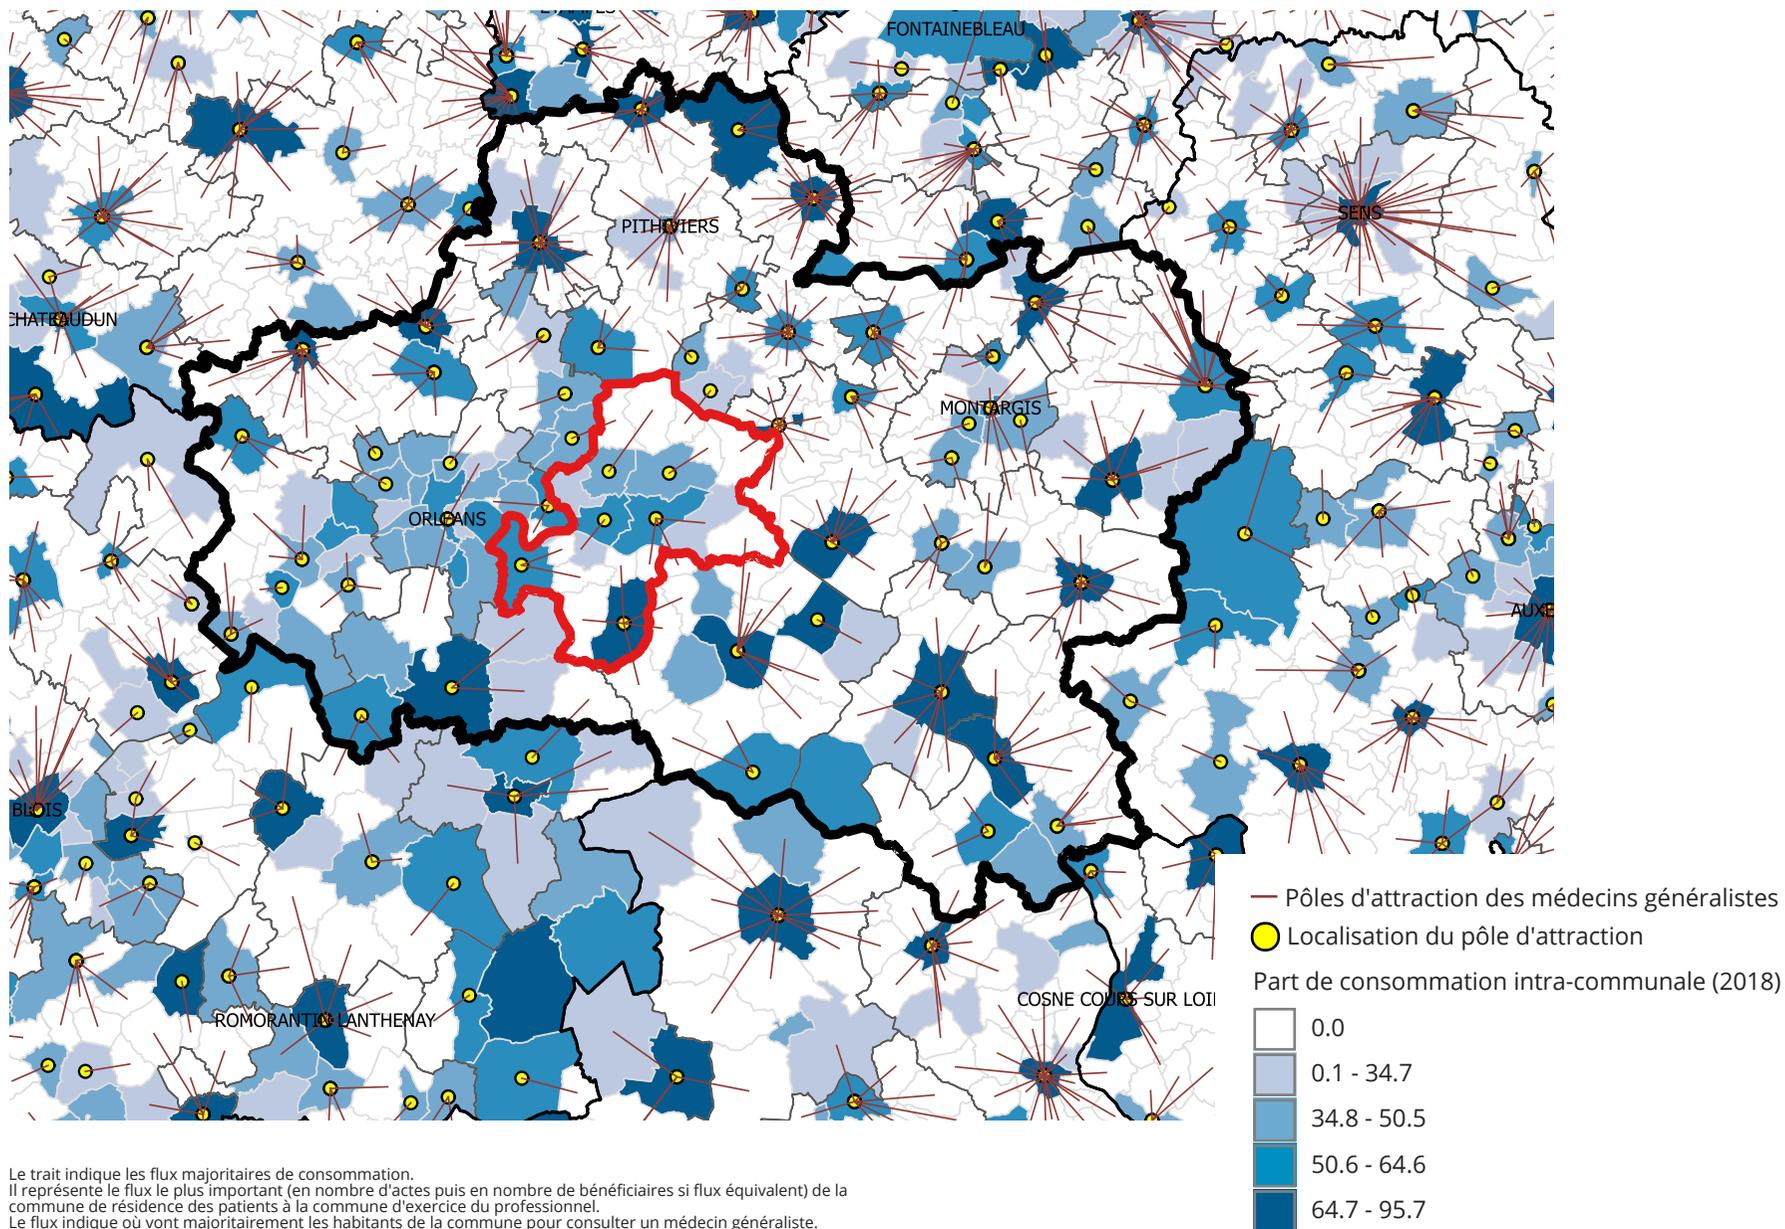 ETAMPES
FONTAINEBLEAU
SENS
PITHIVIERS
CHATEAUDUN
MONTARGIS
ORLEANS
BLOIS
ROMORANTIN LANTHENAY
COSNE COURS SUR LOI
Pôles d'attraction des médecins généralistes
Localisation du pôle d'attraction
Part de consommation intra-communale (2018)
0.0
0.1 - 34.7
34.8 - 50.5
50.6 - 64.6
64.7 - 95.7
Le trait indique les flux majoritaires de consommation.
Il représente le flux le plus important (en nombre d'actes puis en nombre de bénéficiaires si flux équivalent) de la
commune de résidence des patients à la commune d'exercice du professionnel.
Le flux indique où vont majoritairement les habitants de la commune pour consulter un médecin généraliste.